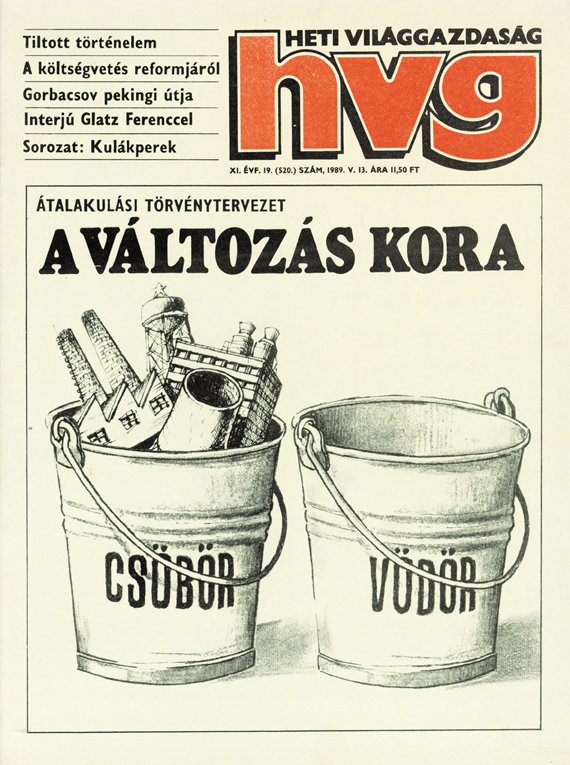 Tiltott történelem
A költségvetés reformjáról
Gorbacsov pekingi útja
Interjú Glatz Ferenccel
Sorozat: Kulákperek
HETI VILÁGGAZDASÁG
hvg
XI. ÉVF. 19. (520.) SZÁM, 1989. V. 13. ÁRA 11,50 FT
ÁTALAKULÁSI TÖRVÉNYTERVEZET
A VÁLTOZÁS KORA
CSÖBÖR
VÖDÖR